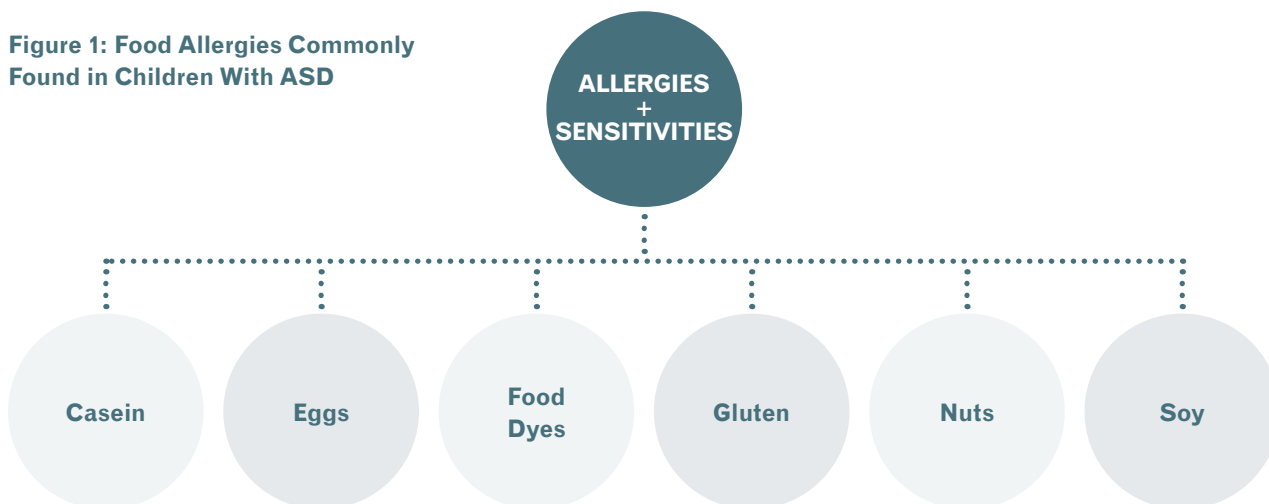 Figure 1: Food Allergies Commonly
Found in Children With ASD
ALLERGIES
+
SENSITIVITIES
Casein
Eggs
Food
Dyes
Gluten
Nuts
Soy